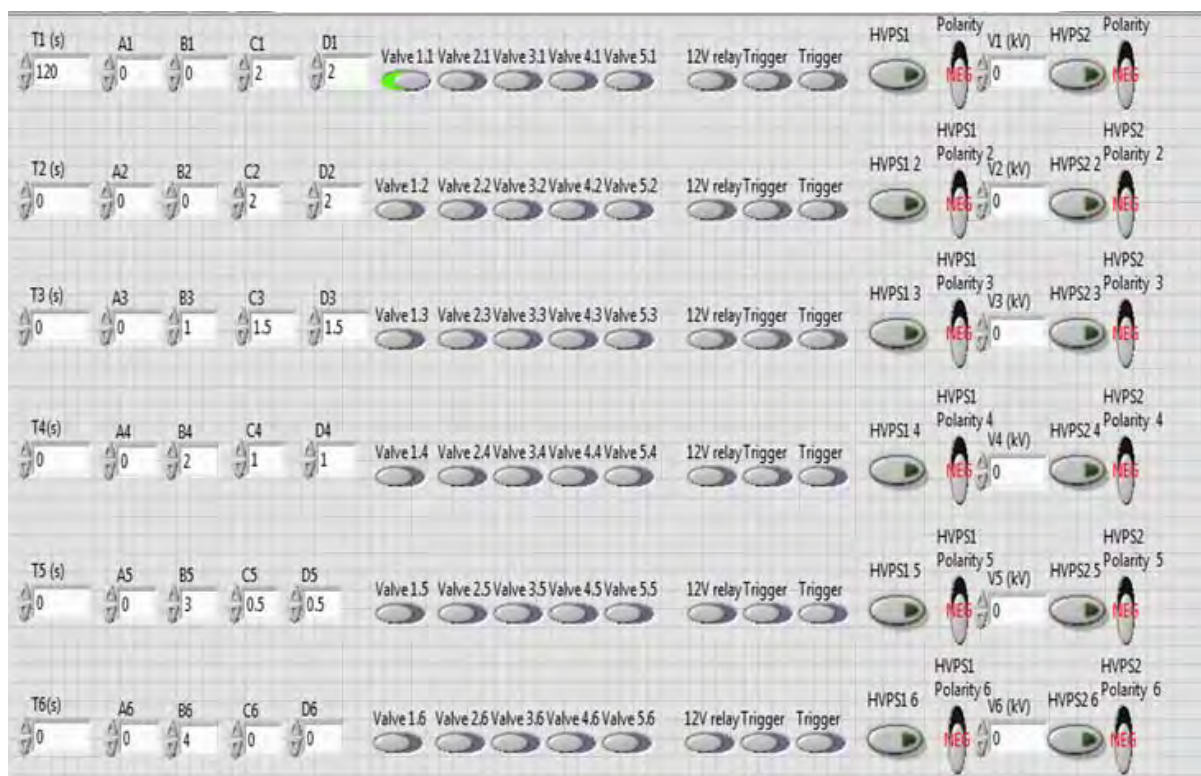 T1 (s) A1 B1 C1 D1 Valve 1.1 Valve 2.1 Valve 3.1 Valve 4.1 Valve 5.1 12V relay Trigger Trigger HVPS1 Polarity V1 (kV) HVPS2 Polarity
120 0 0 2 2 NEG 0 NEG
HVPS1 HVPS2
T2 (s) A2 B2 C2 D2 Valve 1.2 Valve 2.2 Valve 3.2 Valve 4.2 Valve 5.2 12V relay Trigger Trigger HVPS1 2 Polarity 2 V2 (kV) HVPS2 2 Polarity 2
0 0 0 2 2 NEG 0 NEG
HVPS1 HVPS2
T3 (s) A3 B3 C3 D3 Valve 1.3 Valve 2.3 Valve 3.3 Valve 4.3 Valve 5.3 12V relay Trigger Trigger HVPS1 3 Polarity 3 V3 (kV) HVPS2 3 Polarity 3
0 0 1 1.5 1.5 NEG 0 NEG
HVPS1 HVPS2
T4(s) A4 B4 C4 D4 Valve 1.4 Valve 2.4 Valve 3.4 Valve 4.4 Valve 5.4 12V relay Trigger Trigger HVPS1 4 Polarity 4 V4 (kV) HVPS2 4 Polarity 4
0 0 2 1 1 NEG 0 NEG
HVPS1 HVPS2
T5 (s) A5 B5 C5 D5 Valve 1.5 Valve 2.5 Valve 3.5 Valve 4.5 Valve 5.5 12V relay Trigger Trigger HVPS1 5 Polarity 5 V5 (kV) HVPS2 5 Polarity 5
0 0 3 0.5 0.5 NEG 0 NEG
HVPS1 HVPS2
T6(s) A6 B6 C6 D6 Valve 1.6 Valve 2.6 Valve 3.6 Valve 4.6 Valve 5.6 12V relay Trigger Trigger HVPS1 6 Polarity 6 V6 (kV) HVPS2 6 Polarity 6
0 0 4 0 0 NEG 0 NEG